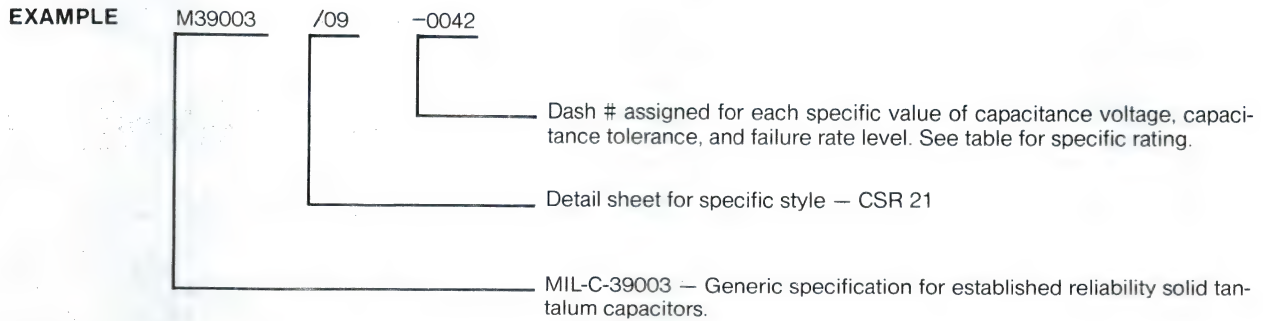 EXAMPLE M39003 /09 -0042
Dash # assigned for each specific value of capacitance voltage, capaci-
tance tolerance, and failure rate level. See table for specific rating.
Detail sheet for specific style — CSR 21
MIL-C-39003 — Generic specification for established reliability solid tan-
talum capacitors.